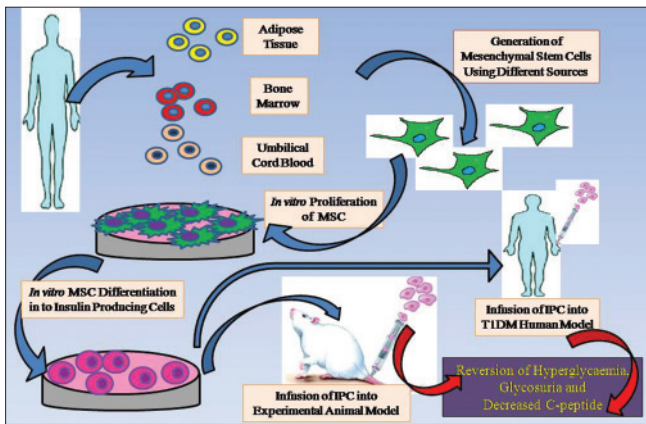 Adipose
Tissue
Generation of
Mesenchymal Stem Cells
Using Different Sources
Bone
Marrow
Umbilical
Cord Blood
In vitro Proliferation
of MSC
In vitro MSC Differentiation
in to Insulin Producing Cells
Infusion of IPC into
T1DM Human Model
Infusion of IPC into
Experimental Animal Model
Reversion of Hyperglycaemia,
Glycosuria and
Decreased C-peptide